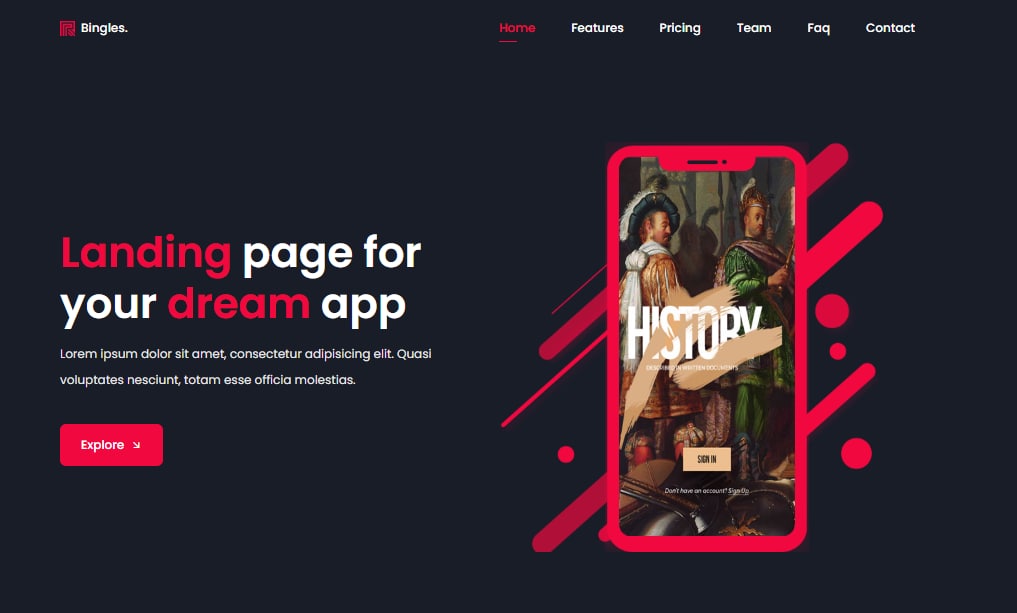 Bingles.
Home Features Pricing Team Faq Contact
Landing page for
your dream app
Lorem ipsum dolor sit amet, consectetur adipisicing elit. Quasi
voluptates nesciunt, totam esse officia molestias.
Explore
HISTORY
DESCRIBED IN WRITTEN DOCUMENTS
SIGN IN
Don't have an account? Sign Up